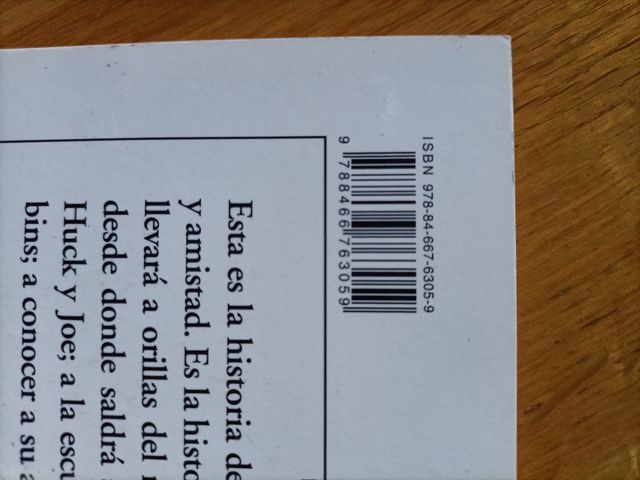 ISBN 978-84-667-6305-9
9 788466 763059
Esta es la historia de
y amistad. Es la histo
llevará a orillas del
desde donde saldrá
Huck y Joe; a la escu
bins; a conocer a su